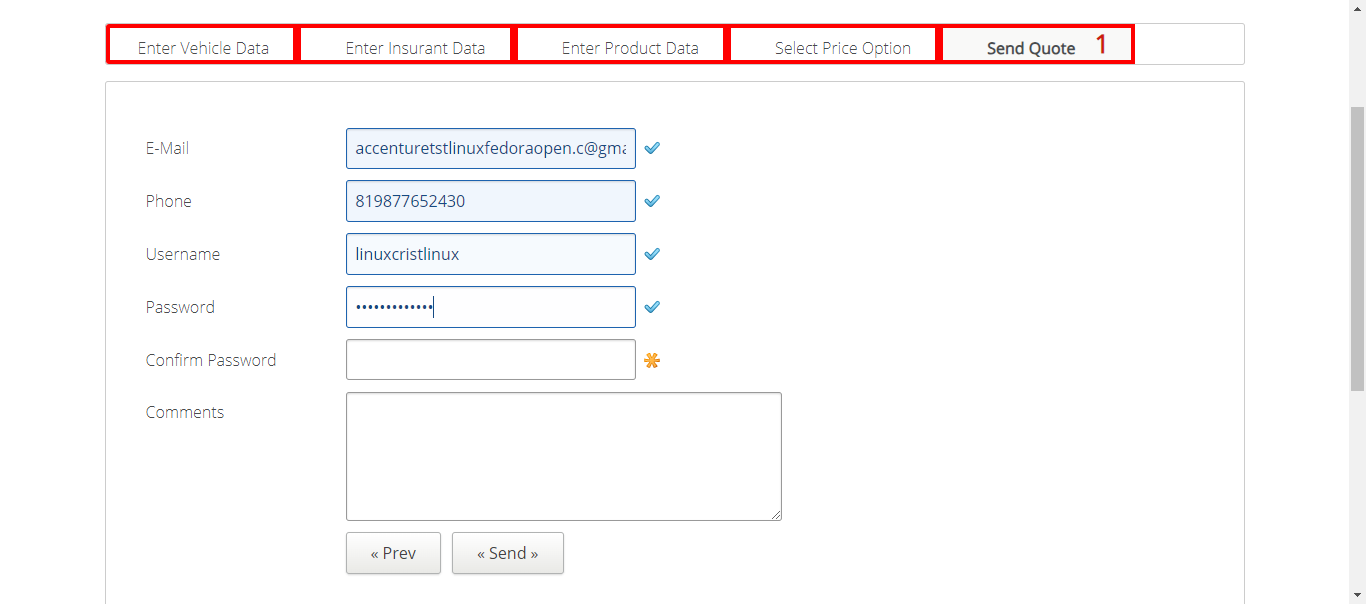 Enter Vehicle Data Enter Insurant Data Enter Product Data Select Price Option Send Quote 1
E-Mail accenturetstlinuxfedoraopen.c@gma
Phone 819877652430
Username linuxcristlinux
Password •••••••••••••
Confirm Password
Comments
« Prev « Send »